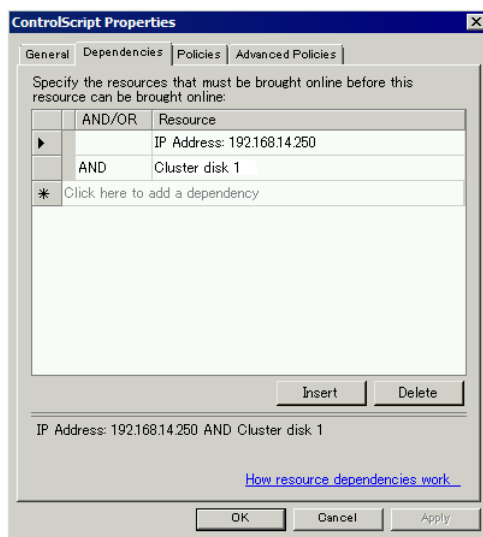 ControlScript Properties
General Dependencies Policies Advanced Policies
Specify the resources that must be brought online before this
resource can be brought online:
AND/OR Resource
IP Address: 192.168.14.250
AND Cluster disk 1
Click here to add a dependency
Insert Delete
IP Address: 192.168.14.250 AND Cluster disk 1
How resource dependencies work
OK Cancel Apply